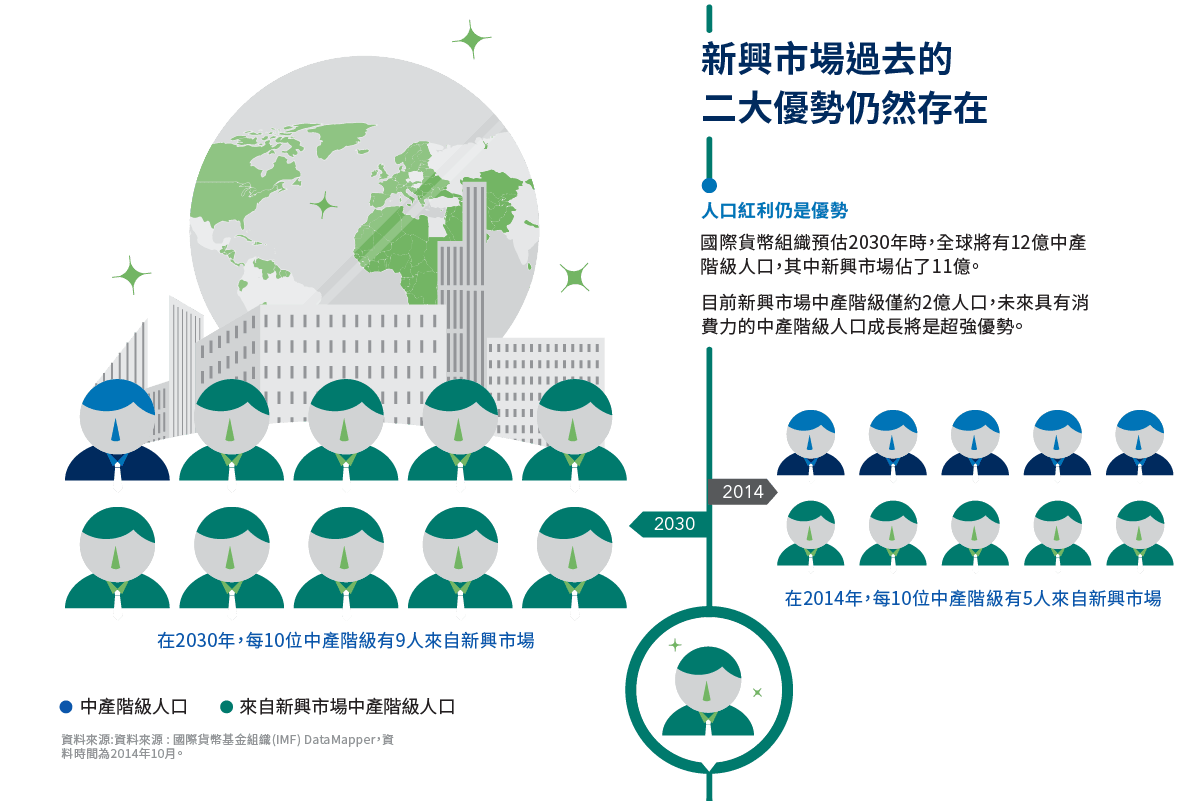 新興市場過去的
二大優勢仍然存在
人口紅利仍是優勢
國際貨幣組織預估2030年時，全球將有12億中產
階級人口，其中新興市場佔了11億。
目前新興市場中產階級僅約2億人口，未來具有消
費力的中產階級人口成長將是超強優勢。
2014
2030
在2014年，每10位中產階級有5人來自新興市場
在2030年，每10位中產階級有9人來自新興市場
中產階級人口
來自新興市場中產階級人口
資料來源:資料來源 : 國際貨幣基金組織(IMF) DataMapper，資
料時間為2014年10月。